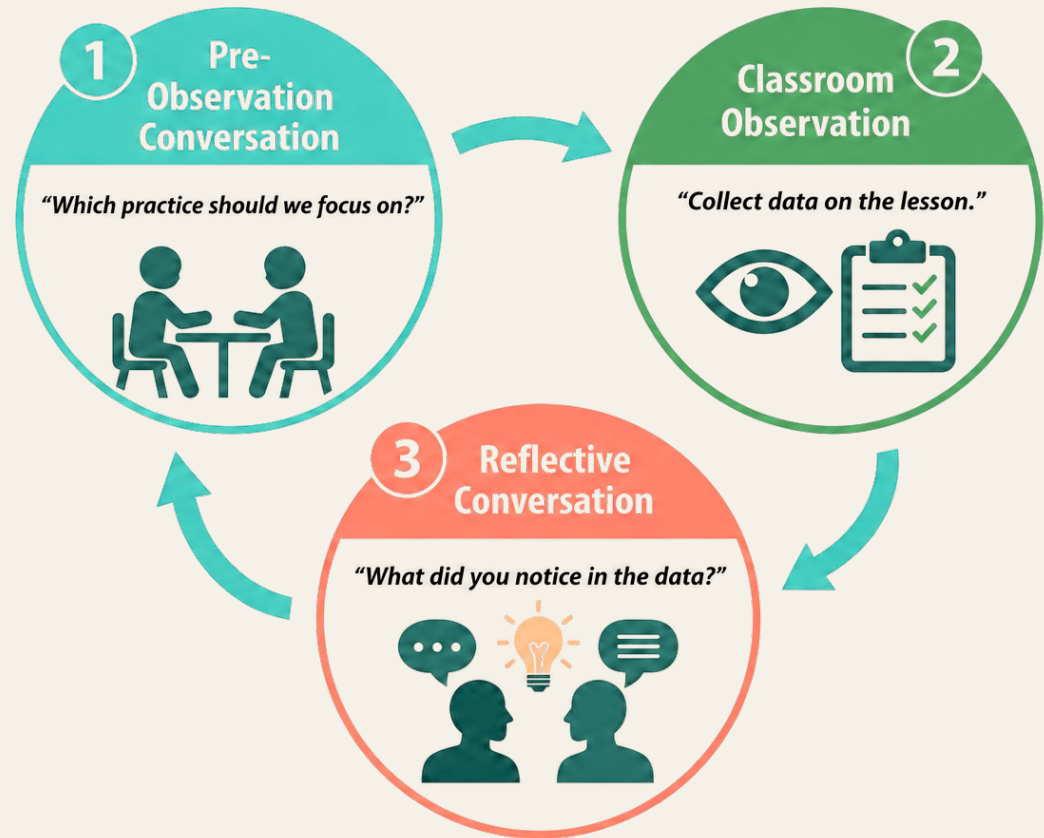 1
Pre-
Observation
Conversation
“Which practice should we focus on?”
2
Classroom
Observation
“Collect data on the lesson.”
3
Reflective
Conversation
“What did you notice in the data?”